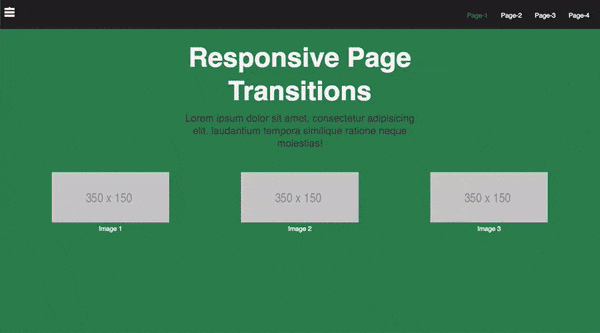 Page-1 Page-2 Page-3 Page-4
Responsive Page
Transitions
Lorem ipsum dolor sit amet, consectetur adipisicing
elit. laudantium tempora similique ratione neque
molestias!
350 x 150 350 x 150 350 x 150
Image 1 Image 2 Image 3